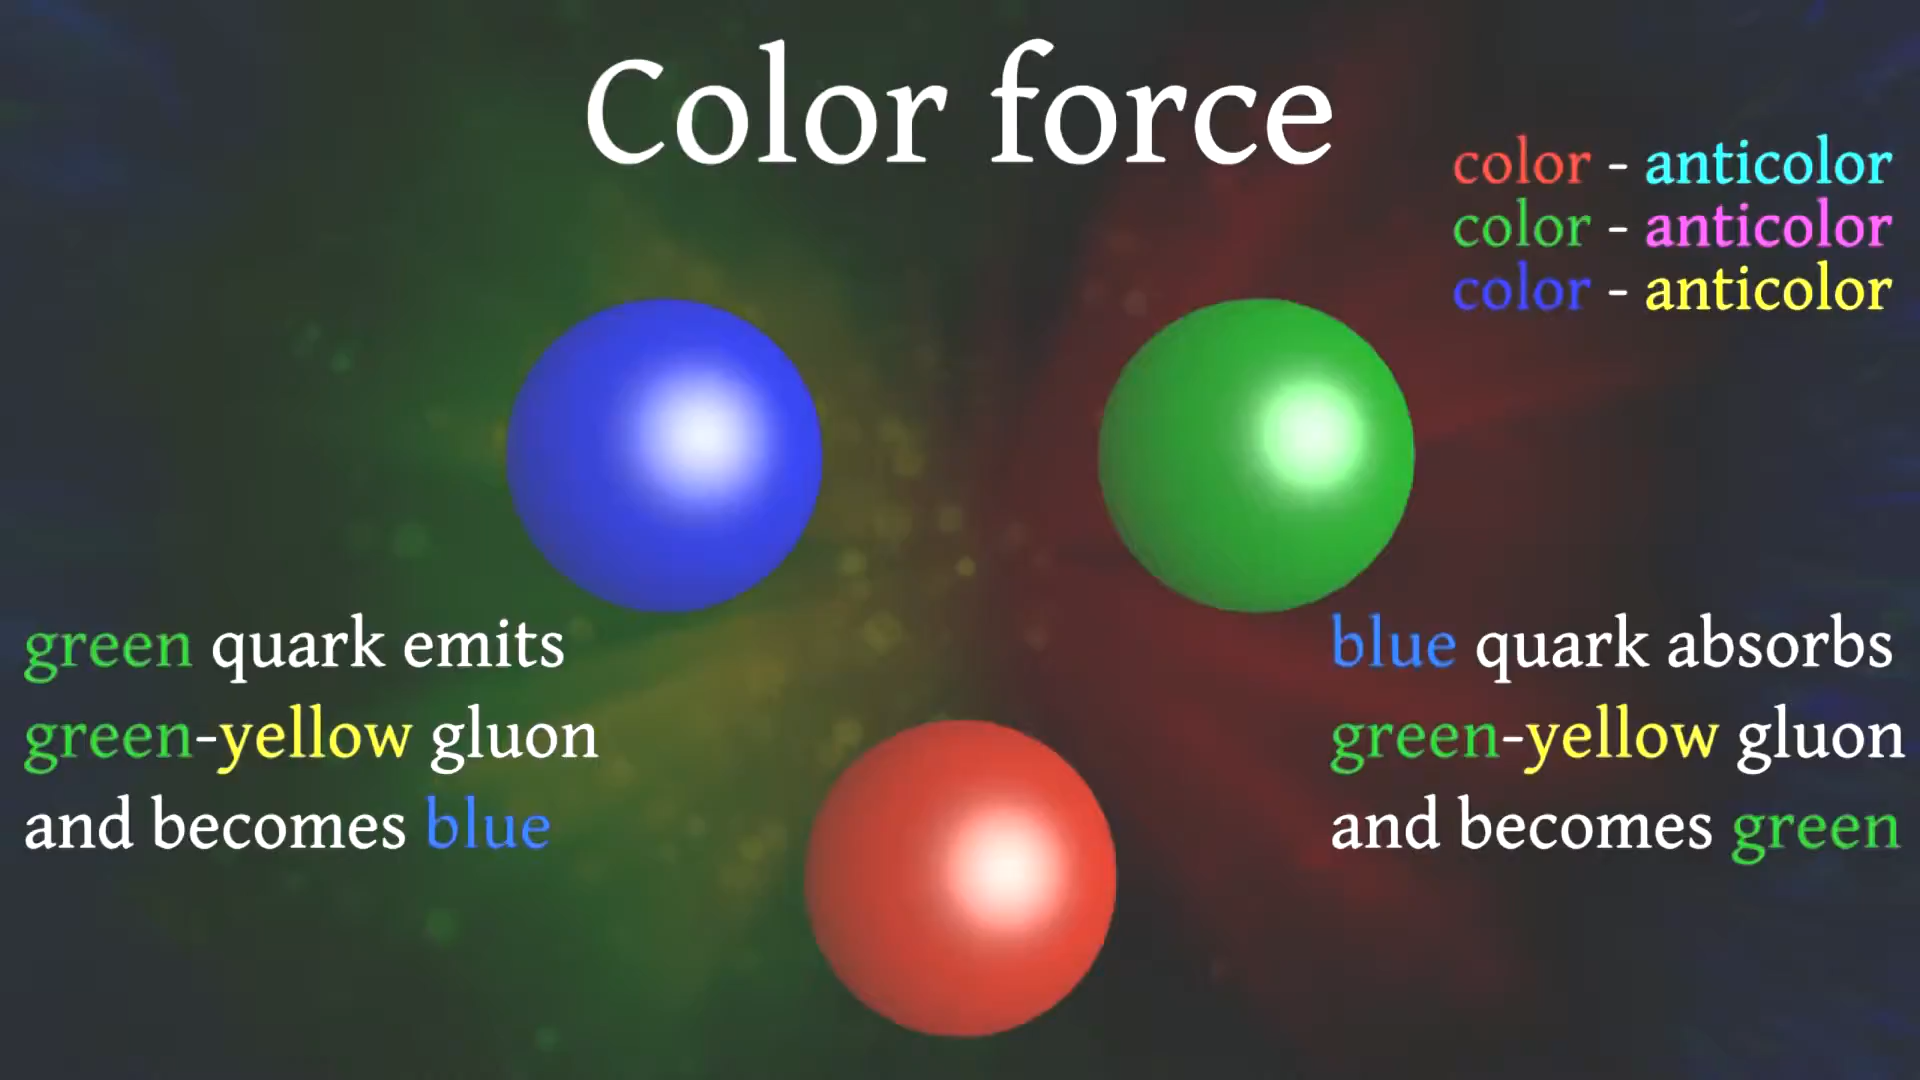 Color force
color - anticolor
color - anticolor
color - anticolor
green quark emits
green-yellow gluon
and becomes blue
blue quark absorbs
green-yellow gluon
and becomes green